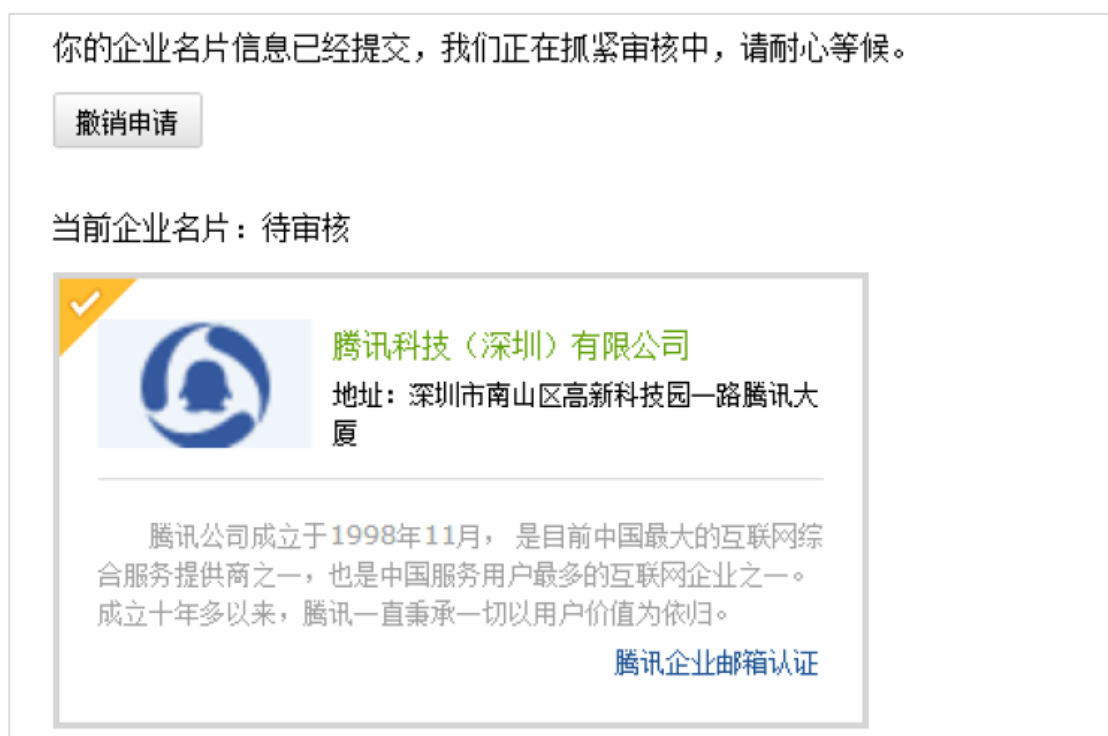 你的企业名片信息已经提交，我们正在抓紧审核中，请耐心等候。
撤销申请
当前企业名片：待审核
腾讯科技（深圳）有限公司
地址：深圳市南山区高新科技园一路腾讯大
厦
腾讯公司成立于1998年11月， 是目前中国最大的互联网综
合服务提供商之一，也是中国服务用户最多的互联网企业之一。
成立十年多以来，腾讯一直秉承一切以用户价值为依归。
腾讯企业邮箱认证